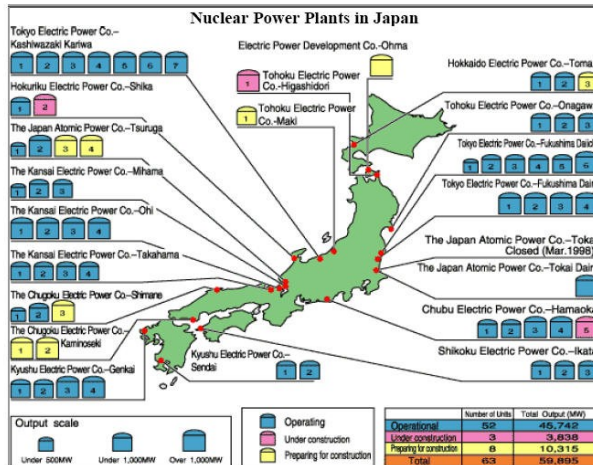 Nuclear Power Plants in Japan
Tokyo Electric Power Co.–
Kashiwazaki Kariwa
1 2 3 4 5 6 7
Hokuriku Electric Power Co.–Shika
1 2
The Japan Atomic Power Co.–Tsuruga
1 2 3 4
The Kansai Electric Power Co.–Mihama
1 2 3
The Kansai Electric Power Co.–Ohi
1 2 3 4
The Kansai Electric Power Co.–Takahama
1 2 3 4
The Chugoku Electric Power Co.–Shimane
1 2 3
The Chugoku Electric Power Co.–
Kaminoseki
1 2
Kyushu Electric Power Co.–Genkai
1 2 3 4
Electric Power Development Co.–Ohma
Tohoku Electric Power
Co.–Higashidori
1
Tohoku Electric Power
Co.–Maki
1
Hokkaido Electric Power Co.–Toma
1 2 3
Tohoku Electric Power Co.–Onagawa
1 2 3
Tokyo Electric Power Co.–Fukushima Daiic
1 2 3 4 5 6
Tokyo Electric Power Co.–Fukushima Dain
1 2 3 4
The Japan Atomic Power Co.–Toka
Closed (Mar.1998)
The Japan Atomic Power Co.–Tokai Dain
Chubu Electric Power Co.–Hamaoka
1 2 3 4 5
Shikoku Electric Power Co.–Ikata
1 2 3
Kyushu Electric Power Co.–
Sendai
1 2
Output scale
Under 500MW
Under 1,000MW
Over 1,000MW
Operating
Under construction
Preparing for construction
Number of Units Total Output (MW)
Operational 52 45,742
Under construction 3 3,838
Preparing for construction 8 10,315
Total 63 59,895